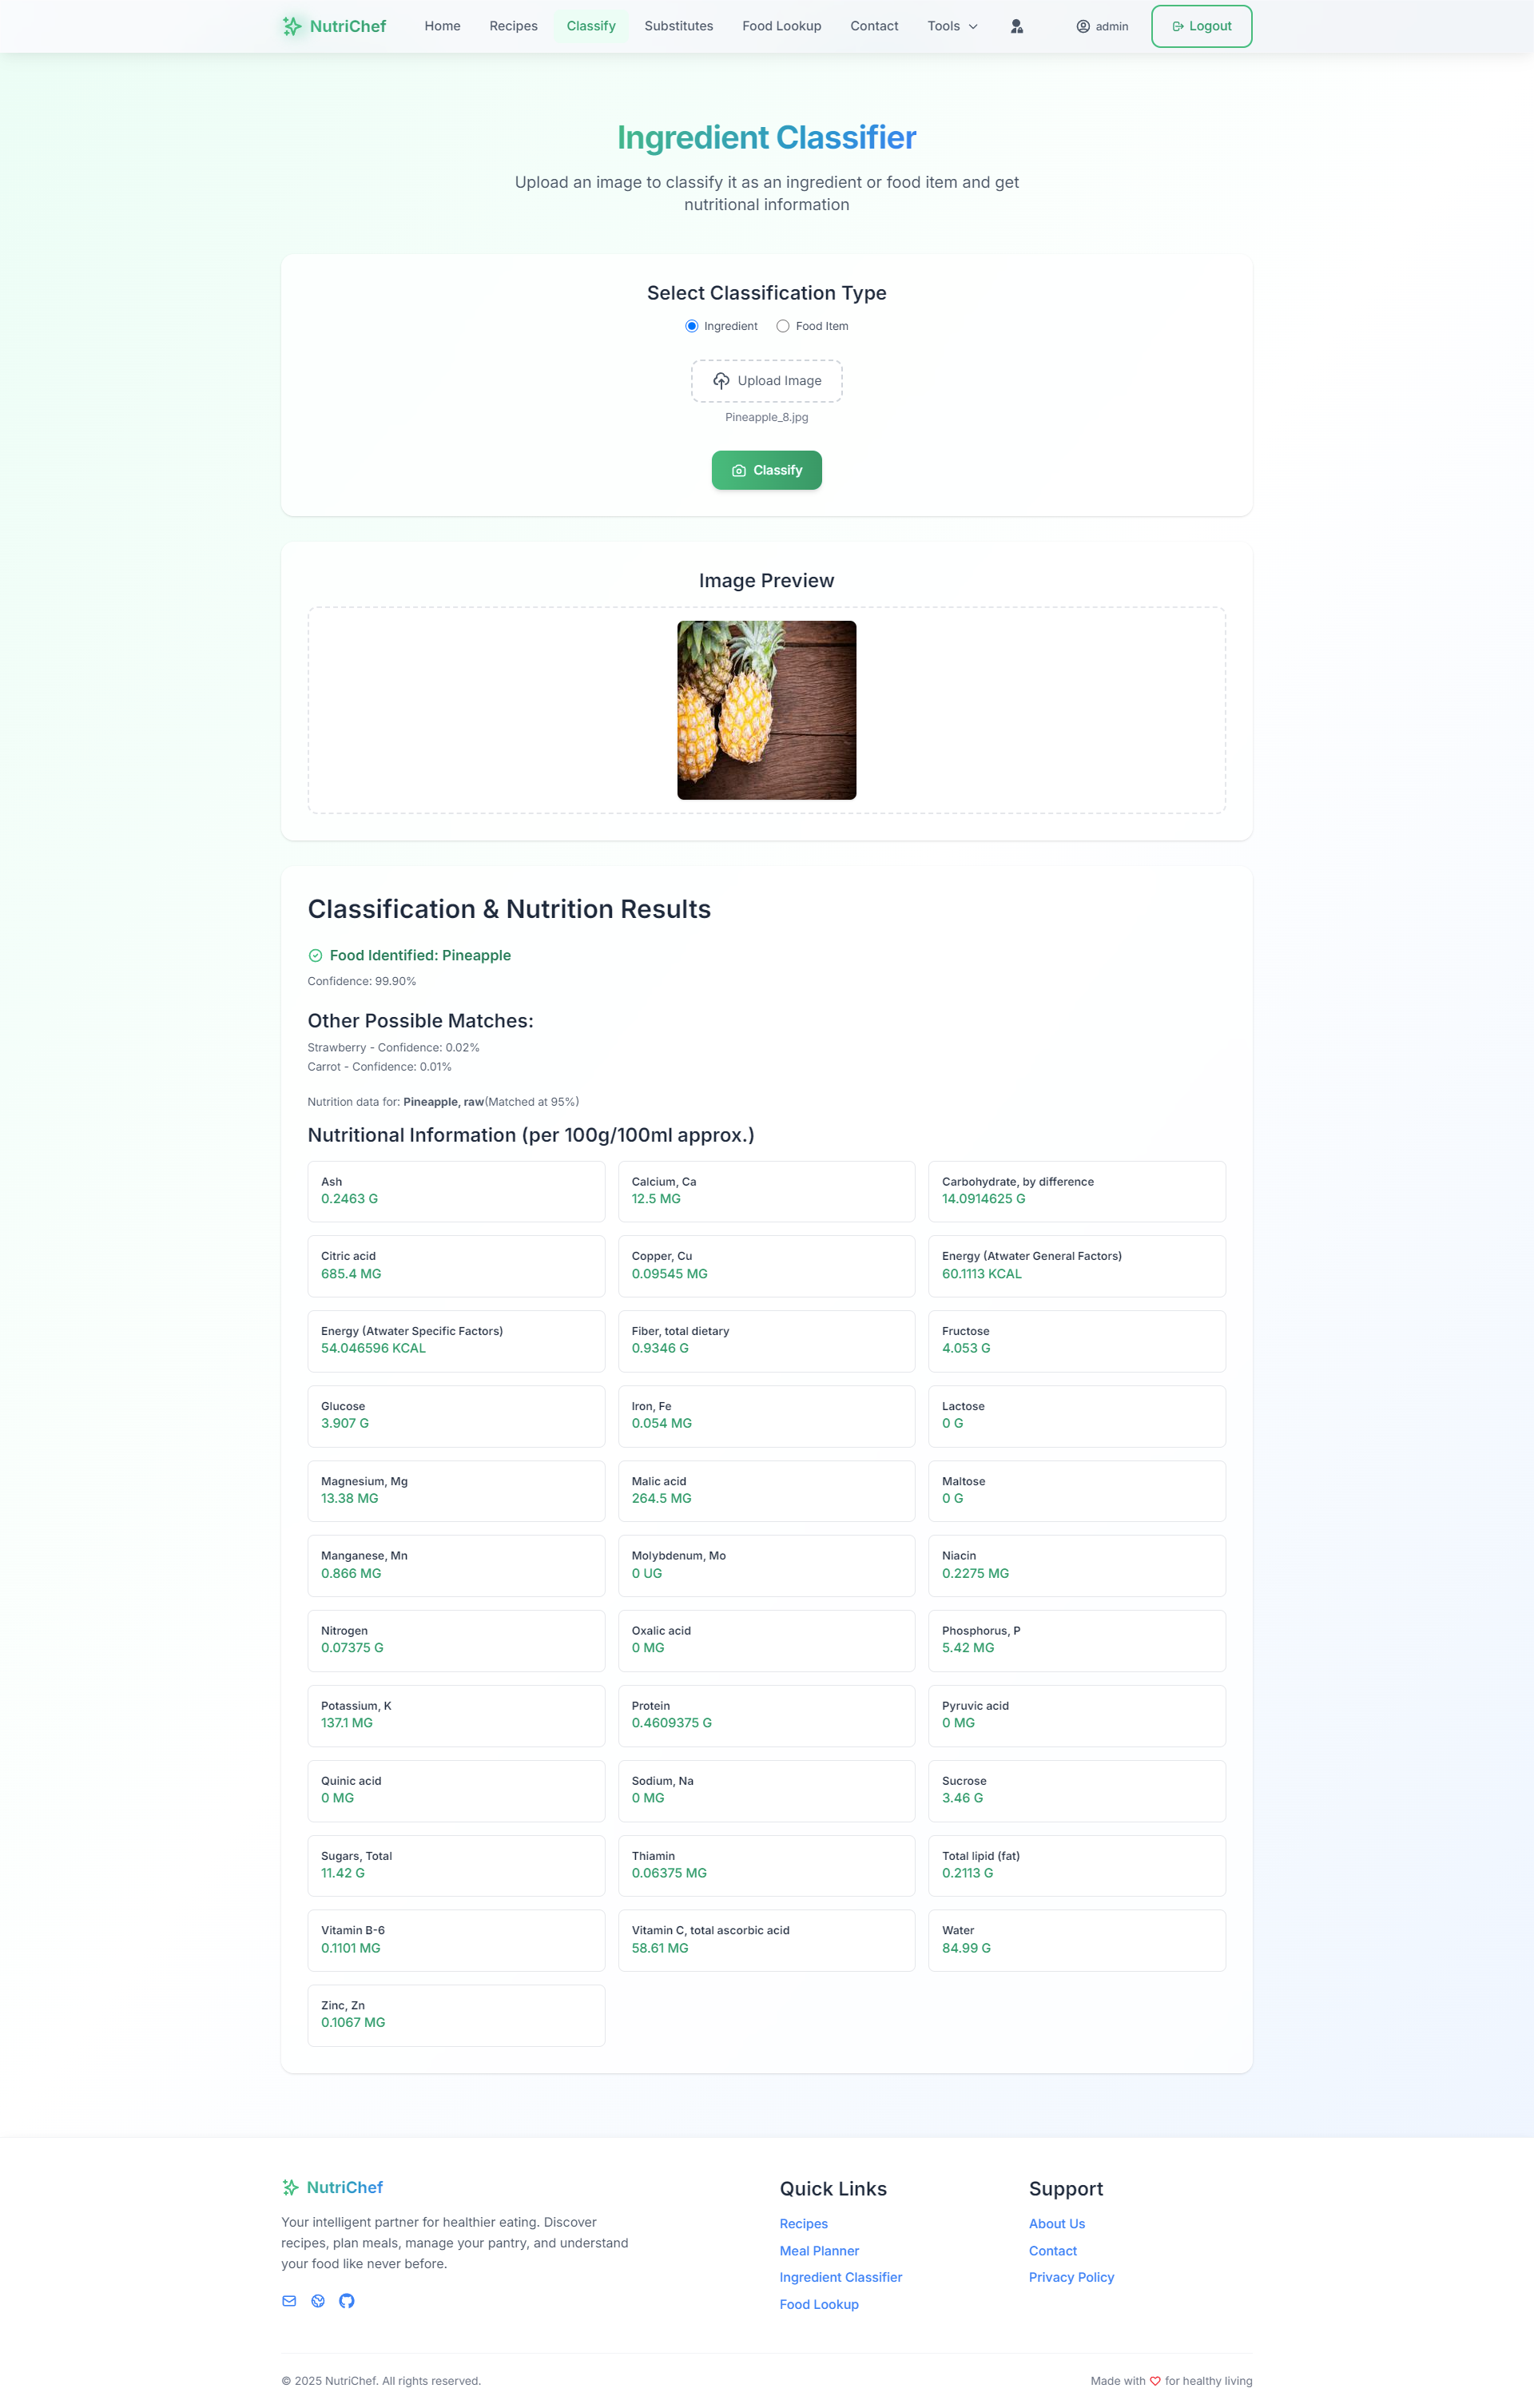 NutriChef
Home
Recipes
Classify
Substitutes
Food Lookup
Contact
Tools
admin
Logout
Ingredient Classifier
Upload an image to classify it as an ingredient or food item and get
nutritional information
Select Classification Type
Ingredient
Food Item
Upload Image
Pineapple_8.jpg
Classify
Image Preview
Classification & Nutrition Results
Food Identified: Pineapple
Confidence: 99.90%
Other Possible Matches:
Strawberry - Confidence: 0.02%
Carrot - Confidence: 0.01%
Nutrition data for: Pineapple, raw(Matched at 95%)
Nutritional Information (per 100g/100ml approx.)
Ash
0.2463 G
Calcium, Ca
12.5 MG
Carbohydrate, by difference
14.0914625 G
Citric acid
685.4 MG
Copper, Cu
0.09545 MG
Energy (Atwater General Factors)
60.1113 KCAL
Energy (Atwater Specific Factors)
54.046596 KCAL
Fiber, total dietary
0.9346 G
Fructose
4.053 G
Glucose
3.907 G
Iron, Fe
0.054 MG
Lactose
0 G
Magnesium, Mg
13.38 MG
Malic acid
264.5 MG
Maltose
0 G
Manganese, Mn
0.866 MG
Molybdenum, Mo
0 UG
Niacin
0.2275 MG
Nitrogen
0.07375 G
Oxalic acid
0 MG
Phosphorus, P
5.42 MG
Potassium, K
137.1 MG
Protein
0.4609375 G
Pyruvic acid
0 MG
Quinic acid
0 MG
Sodium, Na
0 MG
Sucrose
3.46 G
Sugars, Total
11.42 G
Thiamin
0.06375 MG
Total lipid (fat)
0.2113 G
Vitamin B-6
0.1101 MG
Vitamin C, total ascorbic acid
58.61 MG
Water
84.99 G
Zinc, Zn
0.1067 MG
NutriChef
Your intelligent partner for healthier eating. Discover
recipes, plan meals, manage your pantry, and understand
your food like never before.
Quick Links
Recipes
Meal Planner
Ingredient Classifier
Food Lookup
Support
About Us
Contact
Privacy Policy
© 2025 NutriChef. All rights reserved.
Made with for healthy living